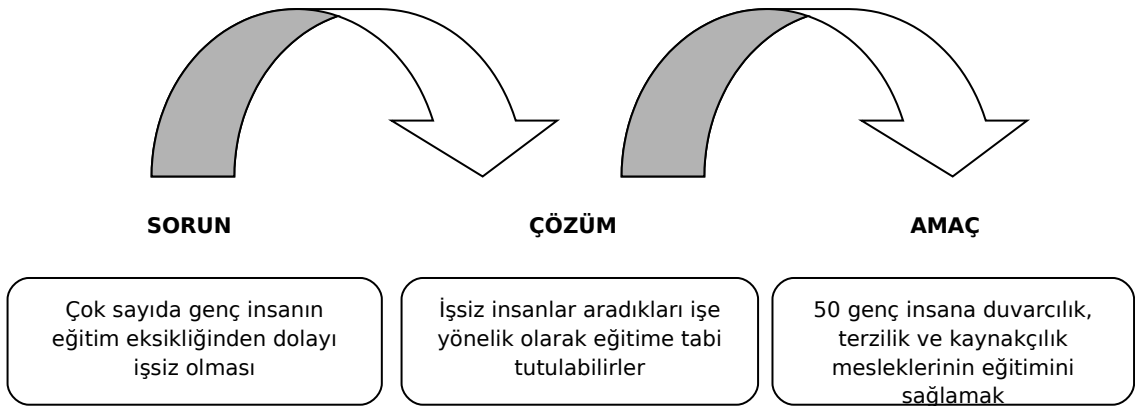 SORUN
ÇÖZÜM
AMAÇ
Çok sayıda genç insanın
eğitim eksikliğinden dolayı
işsiz olması
İşsiz insanlar aradıkları işe
yönelik olarak eğitime tabi
tutulabilirler
50 genç insana duvarcılık,
terzilik ve kaynakçılık
mesleklerinin eğitimini
sağlamak